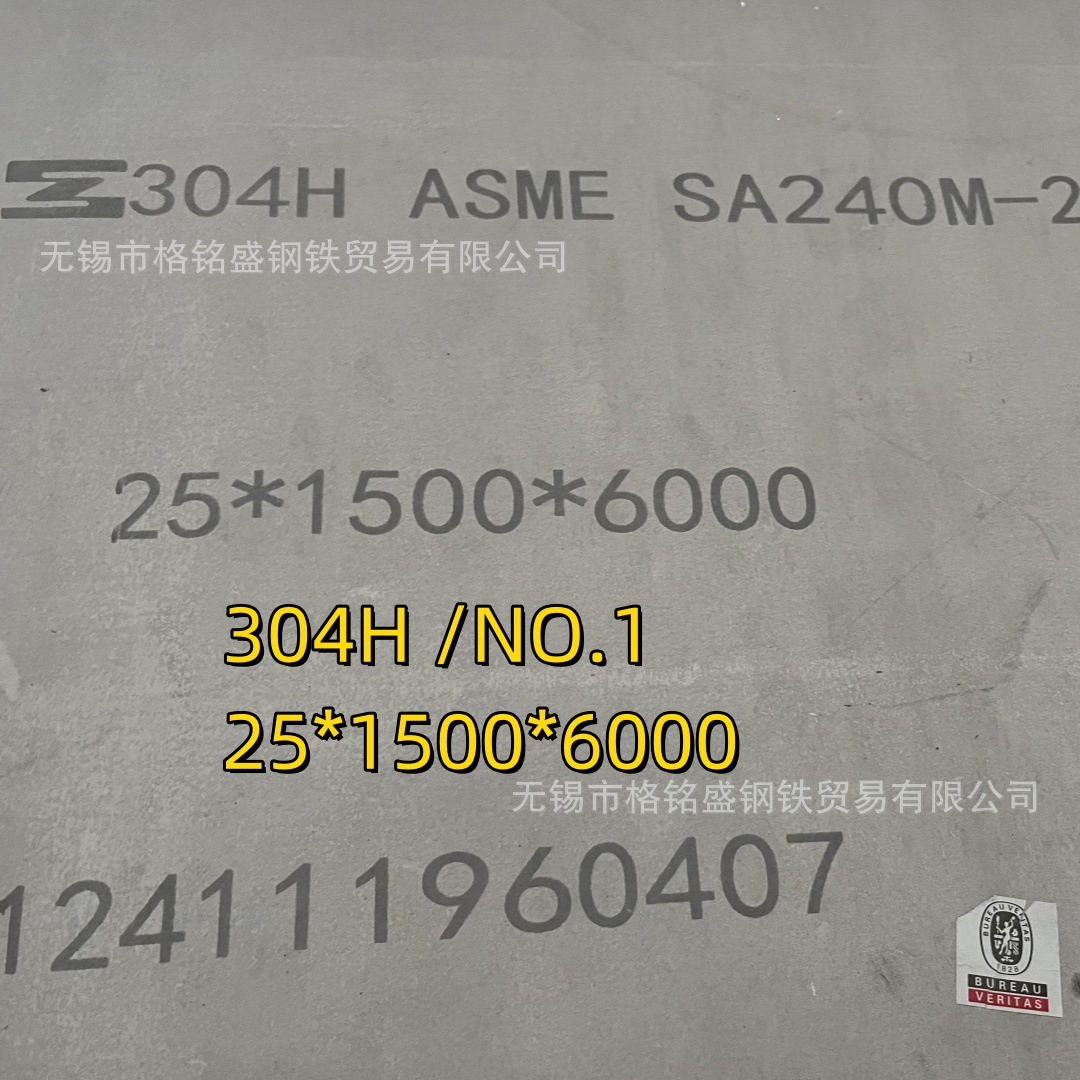 304H ASME SA240M-2
无锡市格铭盛钢铁贸易有限公司
25*1500*6000
304H /NO.1
25*1500*6000
无锡市格铭盛钢铁贸易有限公司
124111960407
BUREAU VERITAS
1828
BUREAU
VERITAS